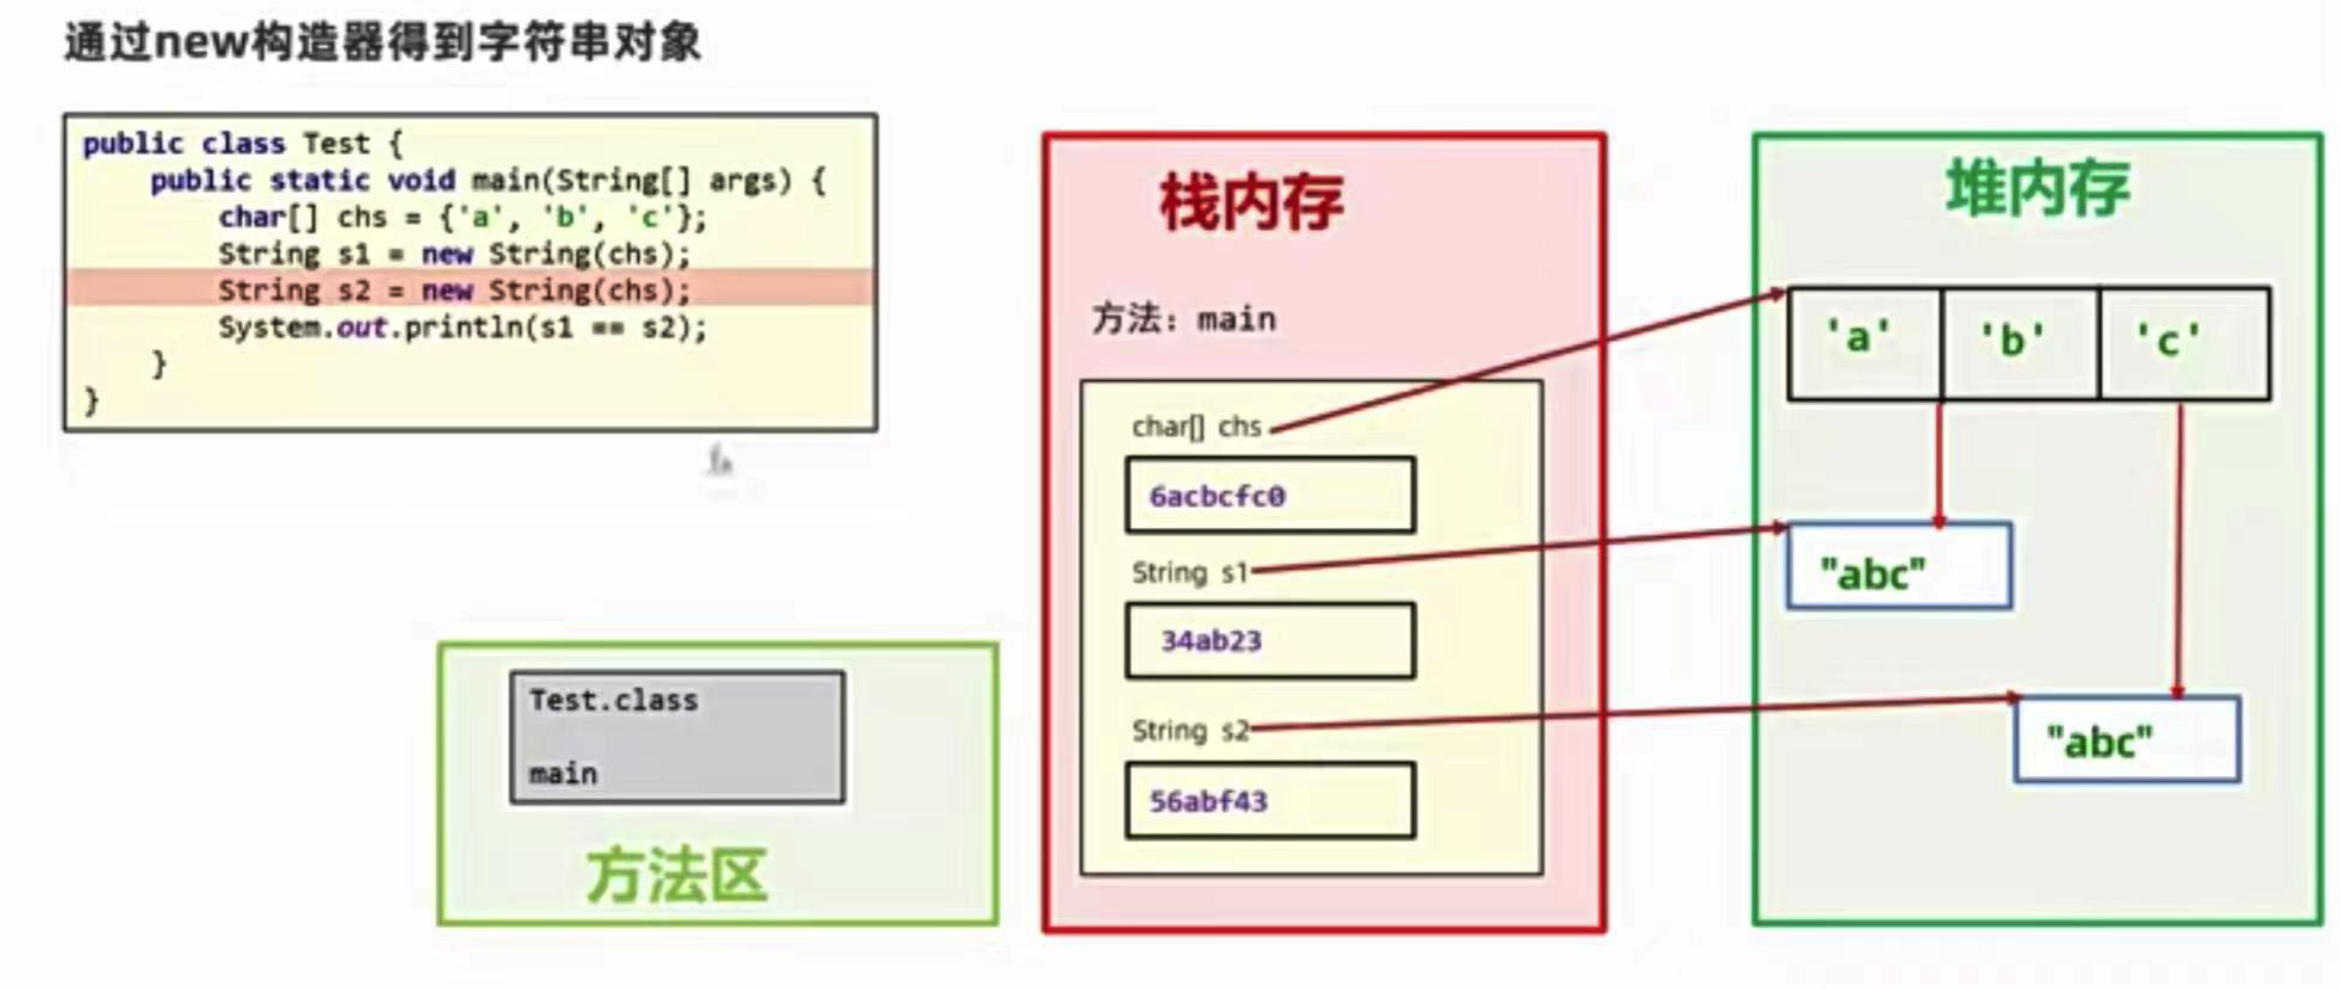 通过new构造器得到字符串对象
public class Test {
public static void main(String[] args) {
char[] chs = {'a', 'b', 'c'};
String s1 = new String(chs);
String s2 = new String(chs);
System.out.println(s1 == s2);
}
}
Test.class
main
方法区
栈内存
方法：main
char[] chs
6acbcfc0
String s1
34ab23
String s2
56abf43
堆内存
'a' 'b' 'c'
"abc"
"abc"